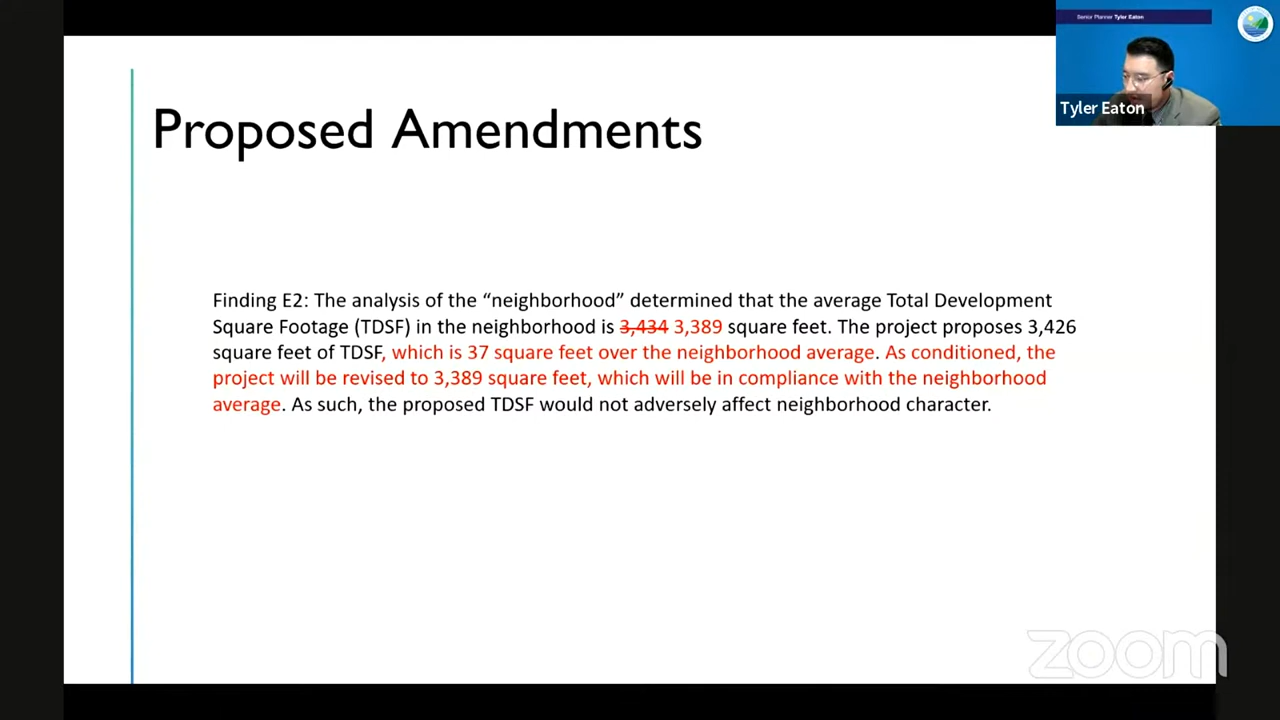 Senior Planner Tyler Eaton
Tyler Eaton
Proposed Amendments
Finding E2: The analysis of the “neighborhood” determined that the average Total Development
Square Footage (TDSF) in the neighborhood is 3,434 3,389 square feet. The project proposes 3,426
square feet of TDSF, which is 37 square feet over the neighborhood average. As conditioned, the
project will be revised to 3,389 square feet, which will be in compliance with the neighborhood
average. As such, the proposed TDSF would not adversely affect neighborhood character.
zoom